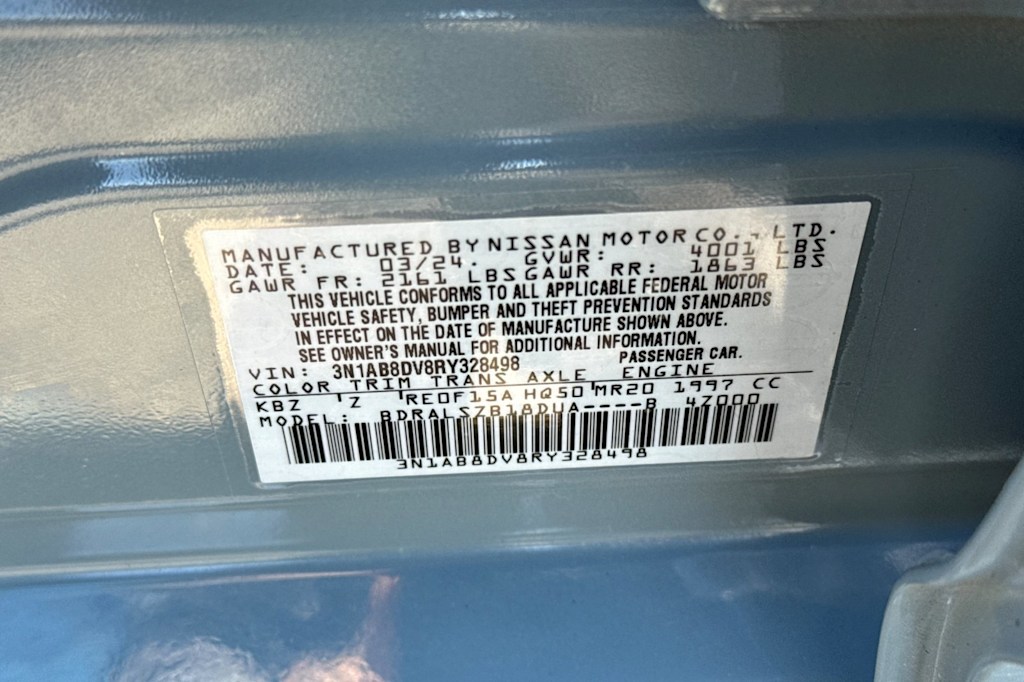 MANUFACTURED BY NISSAN MOTOR CO., LTD.
DATE: 03/24. GVWR: 4001 LBS
GAWR FR: 2161 LBS GAWR RR: 1863 LBS
THIS VEHICLE CONFORMS TO ALL APPLICABLE FEDERAL MOTOR
VEHICLE SAFETY, BUMPER AND THEFT PREVENTION STANDARDS
IN EFFECT ON THE DATE OF MANUFACTURE SHOWN ABOVE.
SEE OWNER'S MANUAL FOR ADDITIONAL INFORMATION.
VIN: 3N1AB8DV8RY328498 PASSENGER CAR.
COLOR TRIM TRANS AXLE ENGINE
KBZ Z RE0F15A HQ50 MR20 1997 CC
MODEL: BDRALSZB18DUA----B 4Z000
3N1AB8DV8RY328498